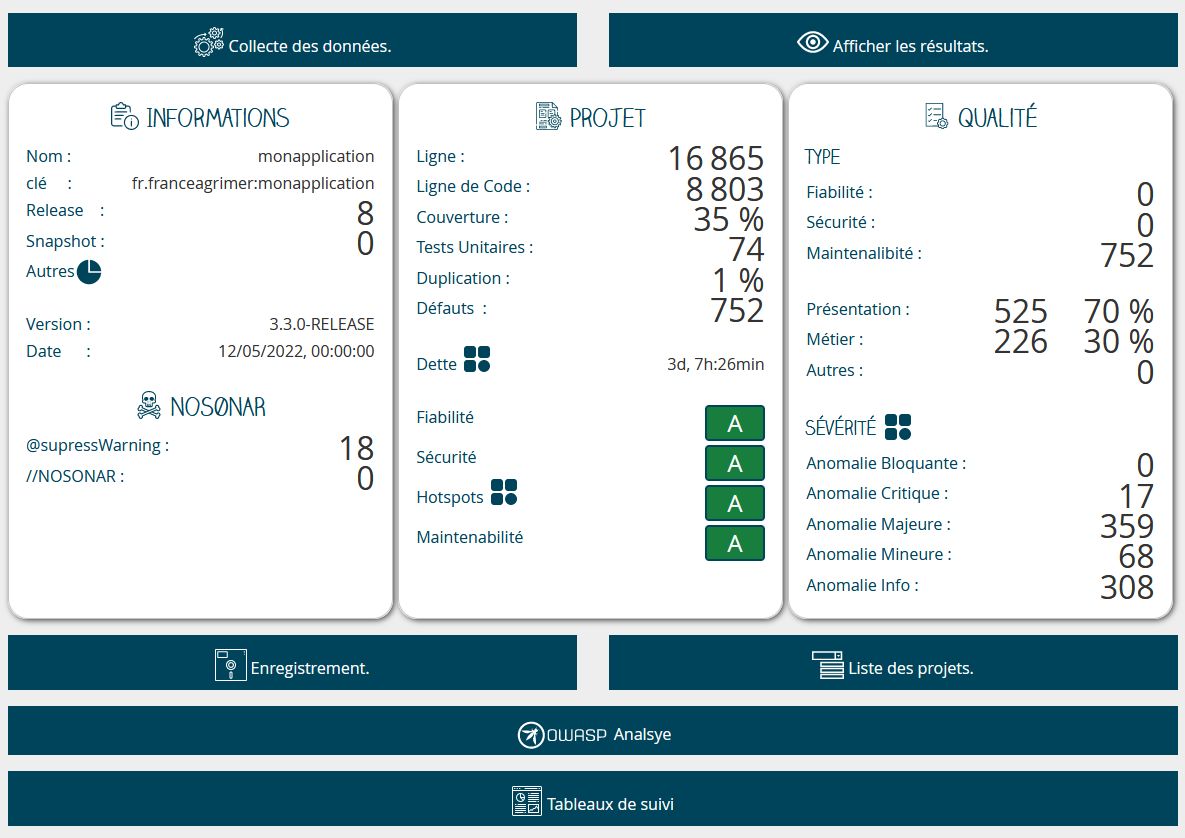 Collecte des données.
Afficher les résultats.
INFORMATIONS
Nom : monapplication
clé : fr.franceagrimer:monapplication
Release : 8
Snapshot : 0
Autres
Version : 3.3.0-RELEASE
Date : 12/05/2022, 00:00:00
NOSØNAR
@supressWarning : 18
//NOSONAR : 0
PROJET
Ligne : 16 865
Ligne de Code : 8 803
Couverture : 35 %
Tests Unitaires : 74
Duplication : 1 %
Défauts : 752
Dette 3d, 7h:26min
Fiabilité A
Sécurité A
Hotspots A
Maintenabilité A
QUALITÉ
TYPE
Fiabilité : 0
Sécurité : 0
Maintenalibité : 752
Présentation : 525 70 %
Métier : 226 30 %
Autres : 0
SÉVÉRITÉ
Anomalie Bloquante : 0
Anomalie Critique : 17
Anomalie Majeure : 359
Anomalie Mineure : 68
Anomalie Info : 308
Enregistrement.
Liste des projets.
OWASP Analsye
Tableaux de suivi